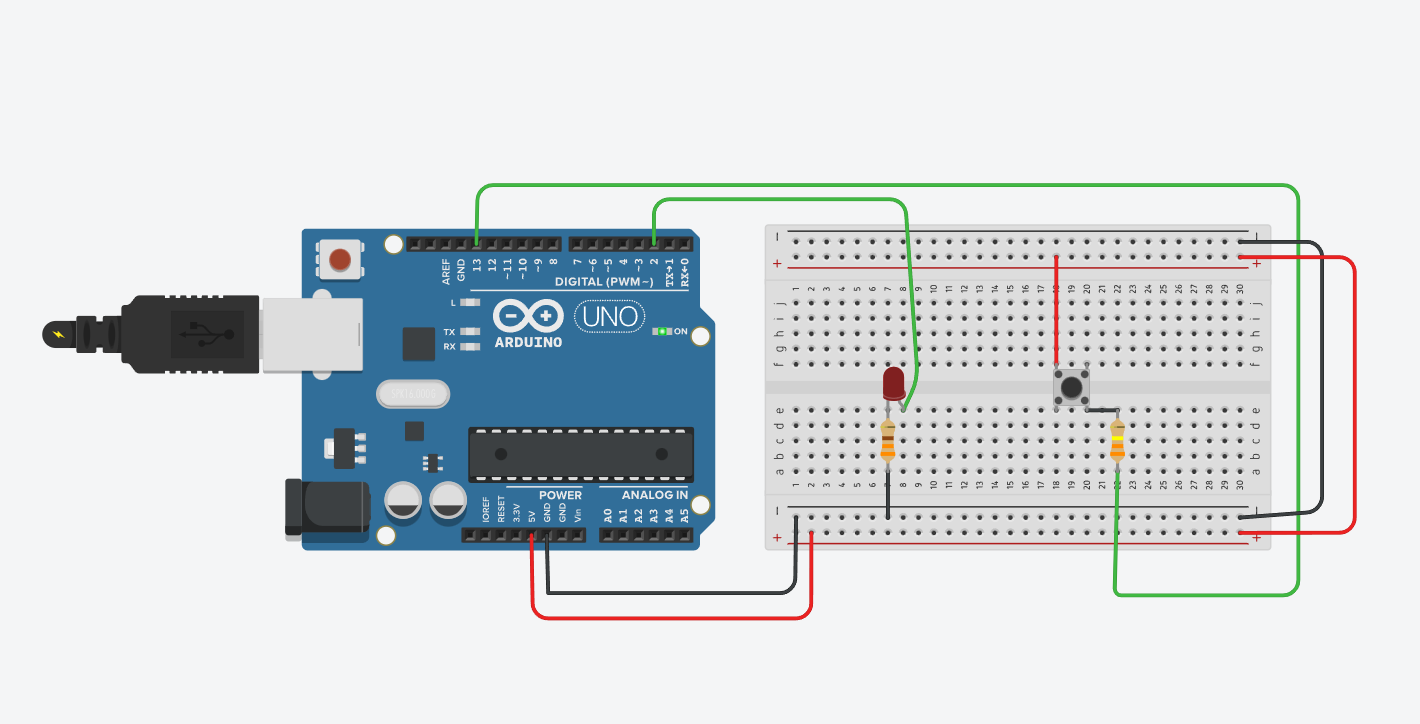 AREF
GND
13
12
~11
~10
~9
8
7
~6
~5
4
~3
2
TX→1
RX←0
DIGITAL (PWM~)
L
TX
RX
ARDUINO
UNO
ON
POWER
ANALOG IN
IOREF
RESET
3.3V
5V
GND
GND
Vin
A0
A1
A2
A3
A4
A5
- -
+ +
1 2 3 4 5 6 7 8 9 10 11 12 13 14 15 16 17 18 19 20 21 22 23 24 25 26 27 28 29 30
j j
i i
h h
g g
f f
e e
d d
c c
b b
a a
1 2 3 4 5 6 7 8 9 10 11 12 13 14 15 16 17 18 19 20 21 22 23 24 25 26 27 28 29 30
- -
+ +